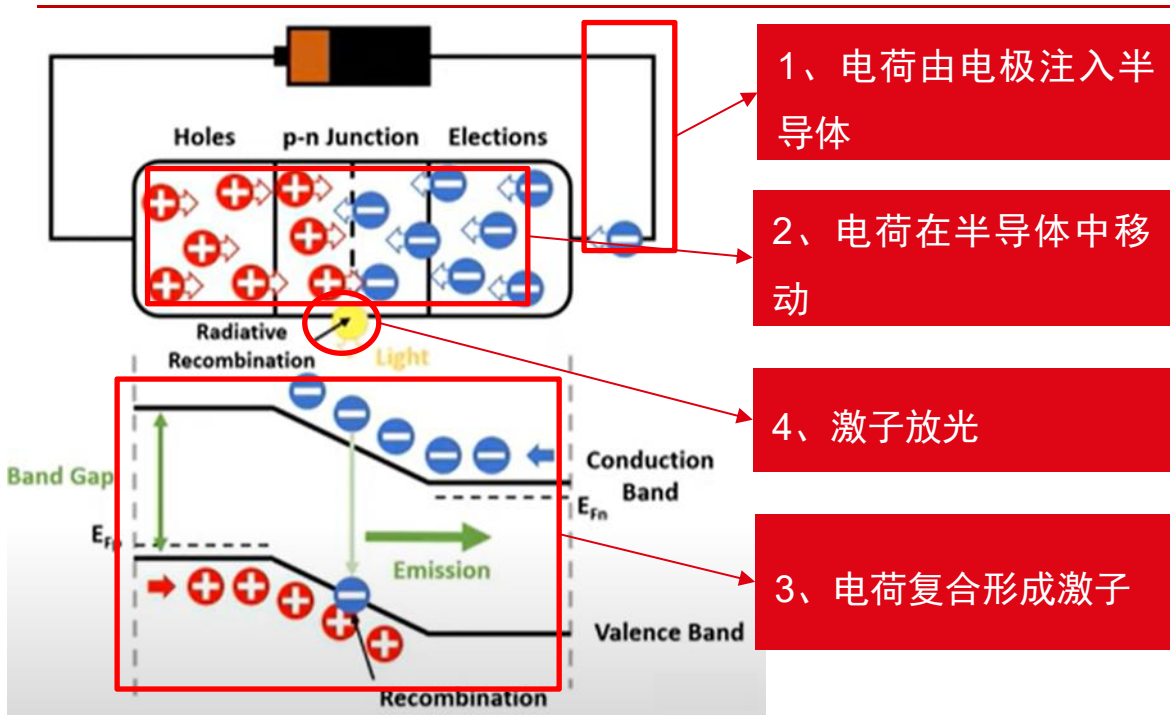 Holes p-n Junction Elections
Radiative
Recombination
Light
Band Gap
Conduction
Band
E_Fn
E_Fp
Emission
Valence Band
Recombination
1、电荷由电极注入半
导体
2、电荷在半导体中移
动
4、激子放光
3、电荷复合形成激子